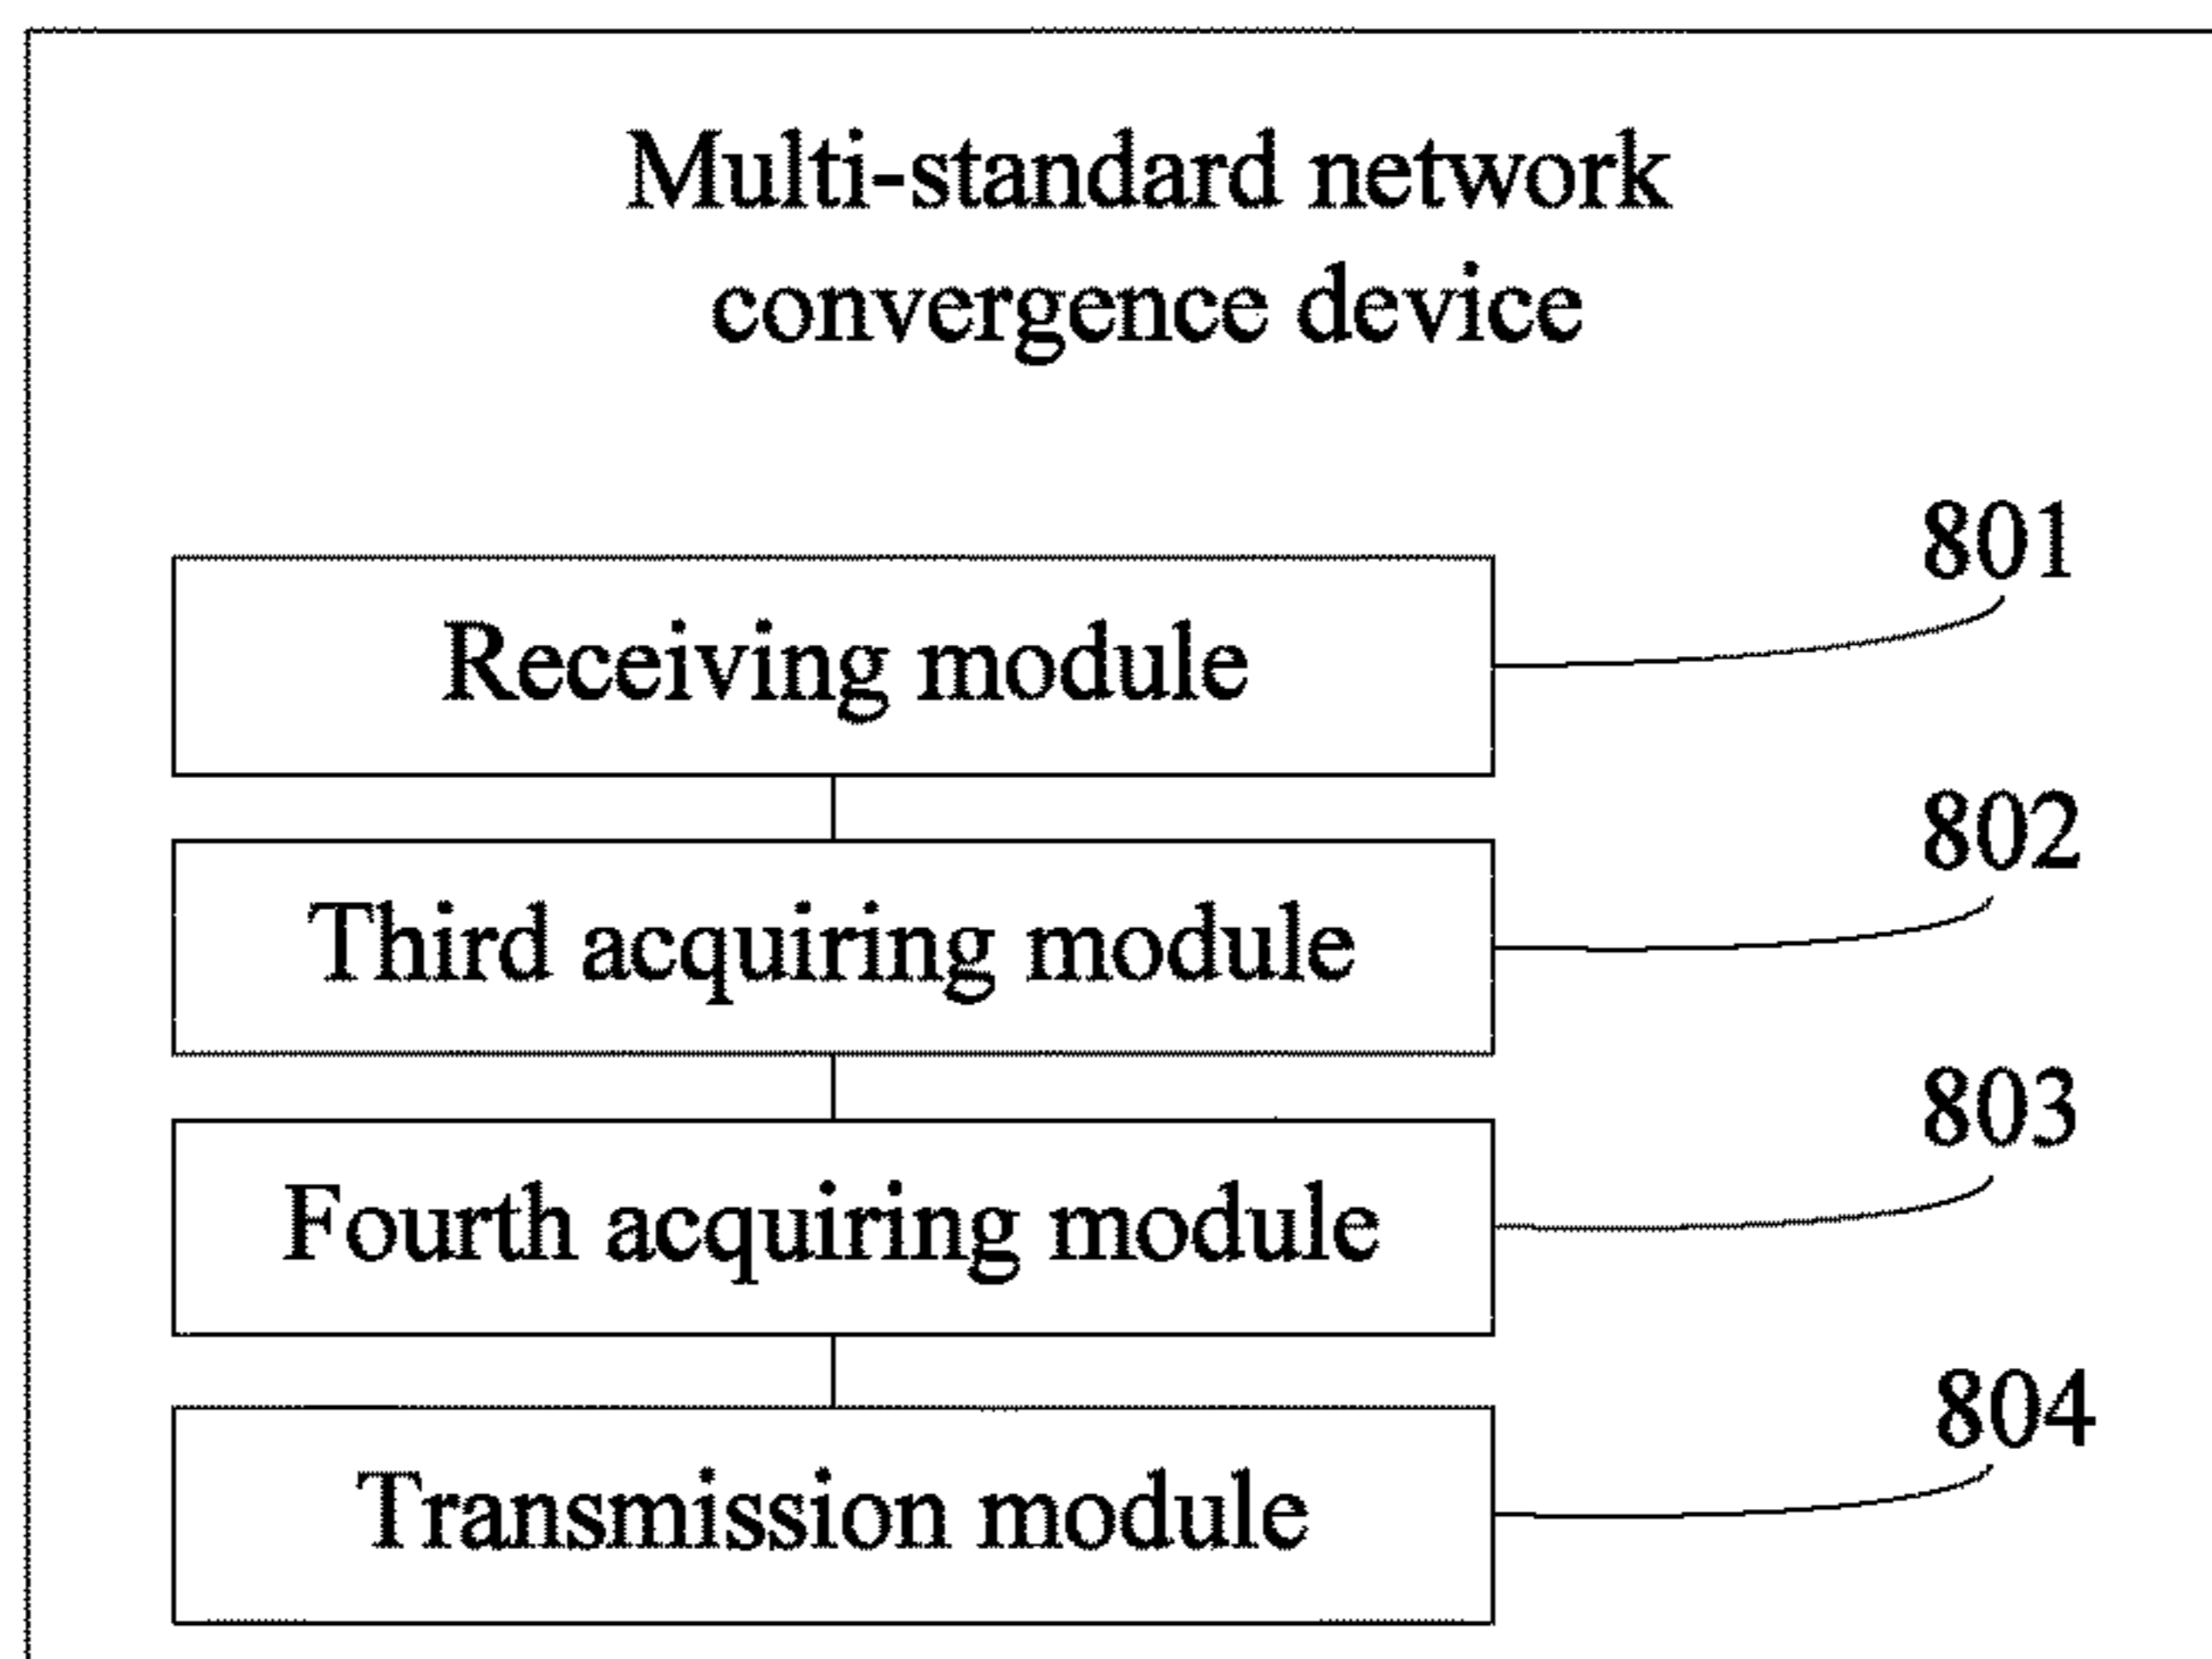 Multi-standard network
convergence device
801
Receiving module
802
Third acquiring module
803
Fourth acquiring module
804
Transmission module